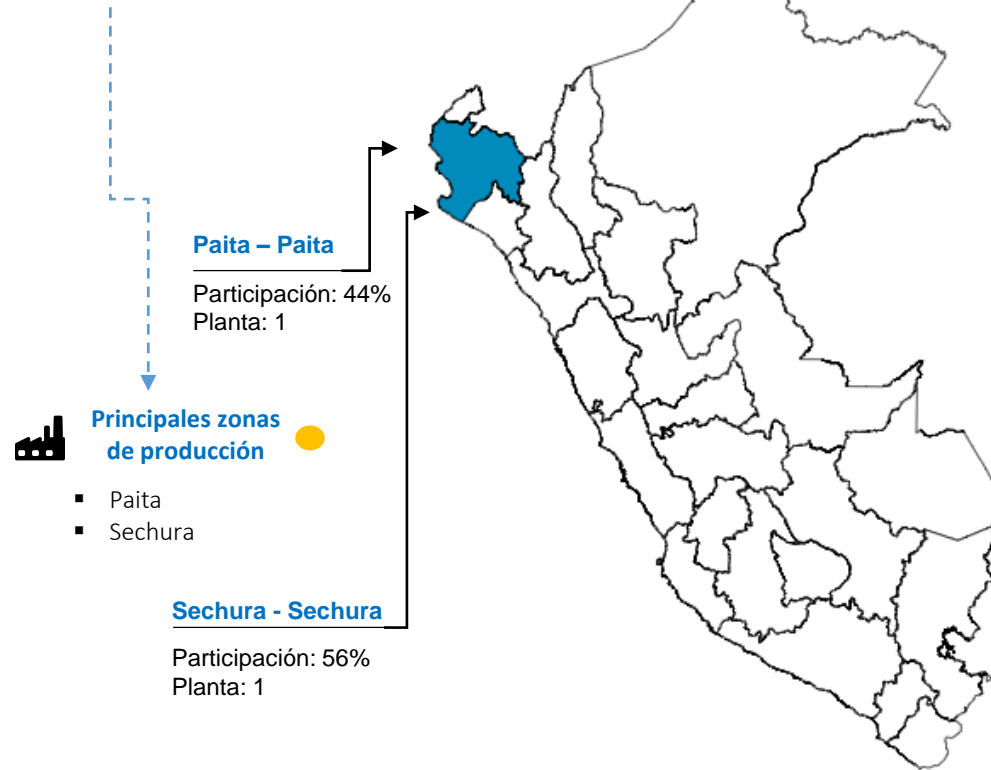 Paita – Paita
Participación: 44%
Planta: 1
Principales zonas
de producción
▪ Paita
▪ Sechura
Sechura - Sechura
Participación: 56%
Planta: 1